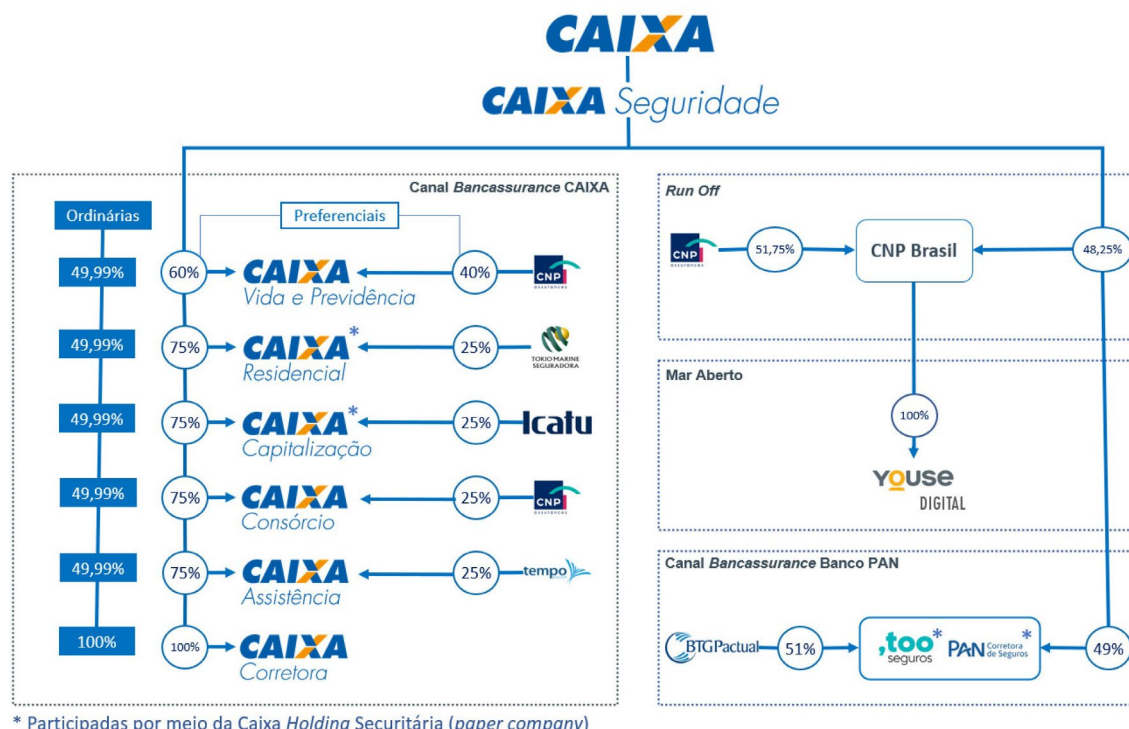 CAIXA
CAIXA Seguridade
Canal Bancassurance CAIXA
Ordinárias
Preferenciais
49,99%
60%
CAIXA
Vida e Previdência
40%
CNP
assurances
49,99%
75%
CAIXA*
Residencial
25%
TOKIO MARINE
SEGURADORA
49,99%
75%
CAIXA*
Capitalização
25%
Icatu
49,99%
75%
CAIXA
Consórcio
25%
CNP
assurances
49,99%
75%
CAIXA
Assistência
25%
tempo
100%
100%
CAIXA
Corretora
Run Off
CNP
51,75%
CNP Brasil
48,25%
Mar Aberto
100%
YOUSE
DIGITAL
Canal Bancassurance Banco PAN
BTGPactual
51%
,too*
seguros
PAN Corretora*
de Seguros
49%
* Participadas por meio da Caixa Holding Securitária (paper company)